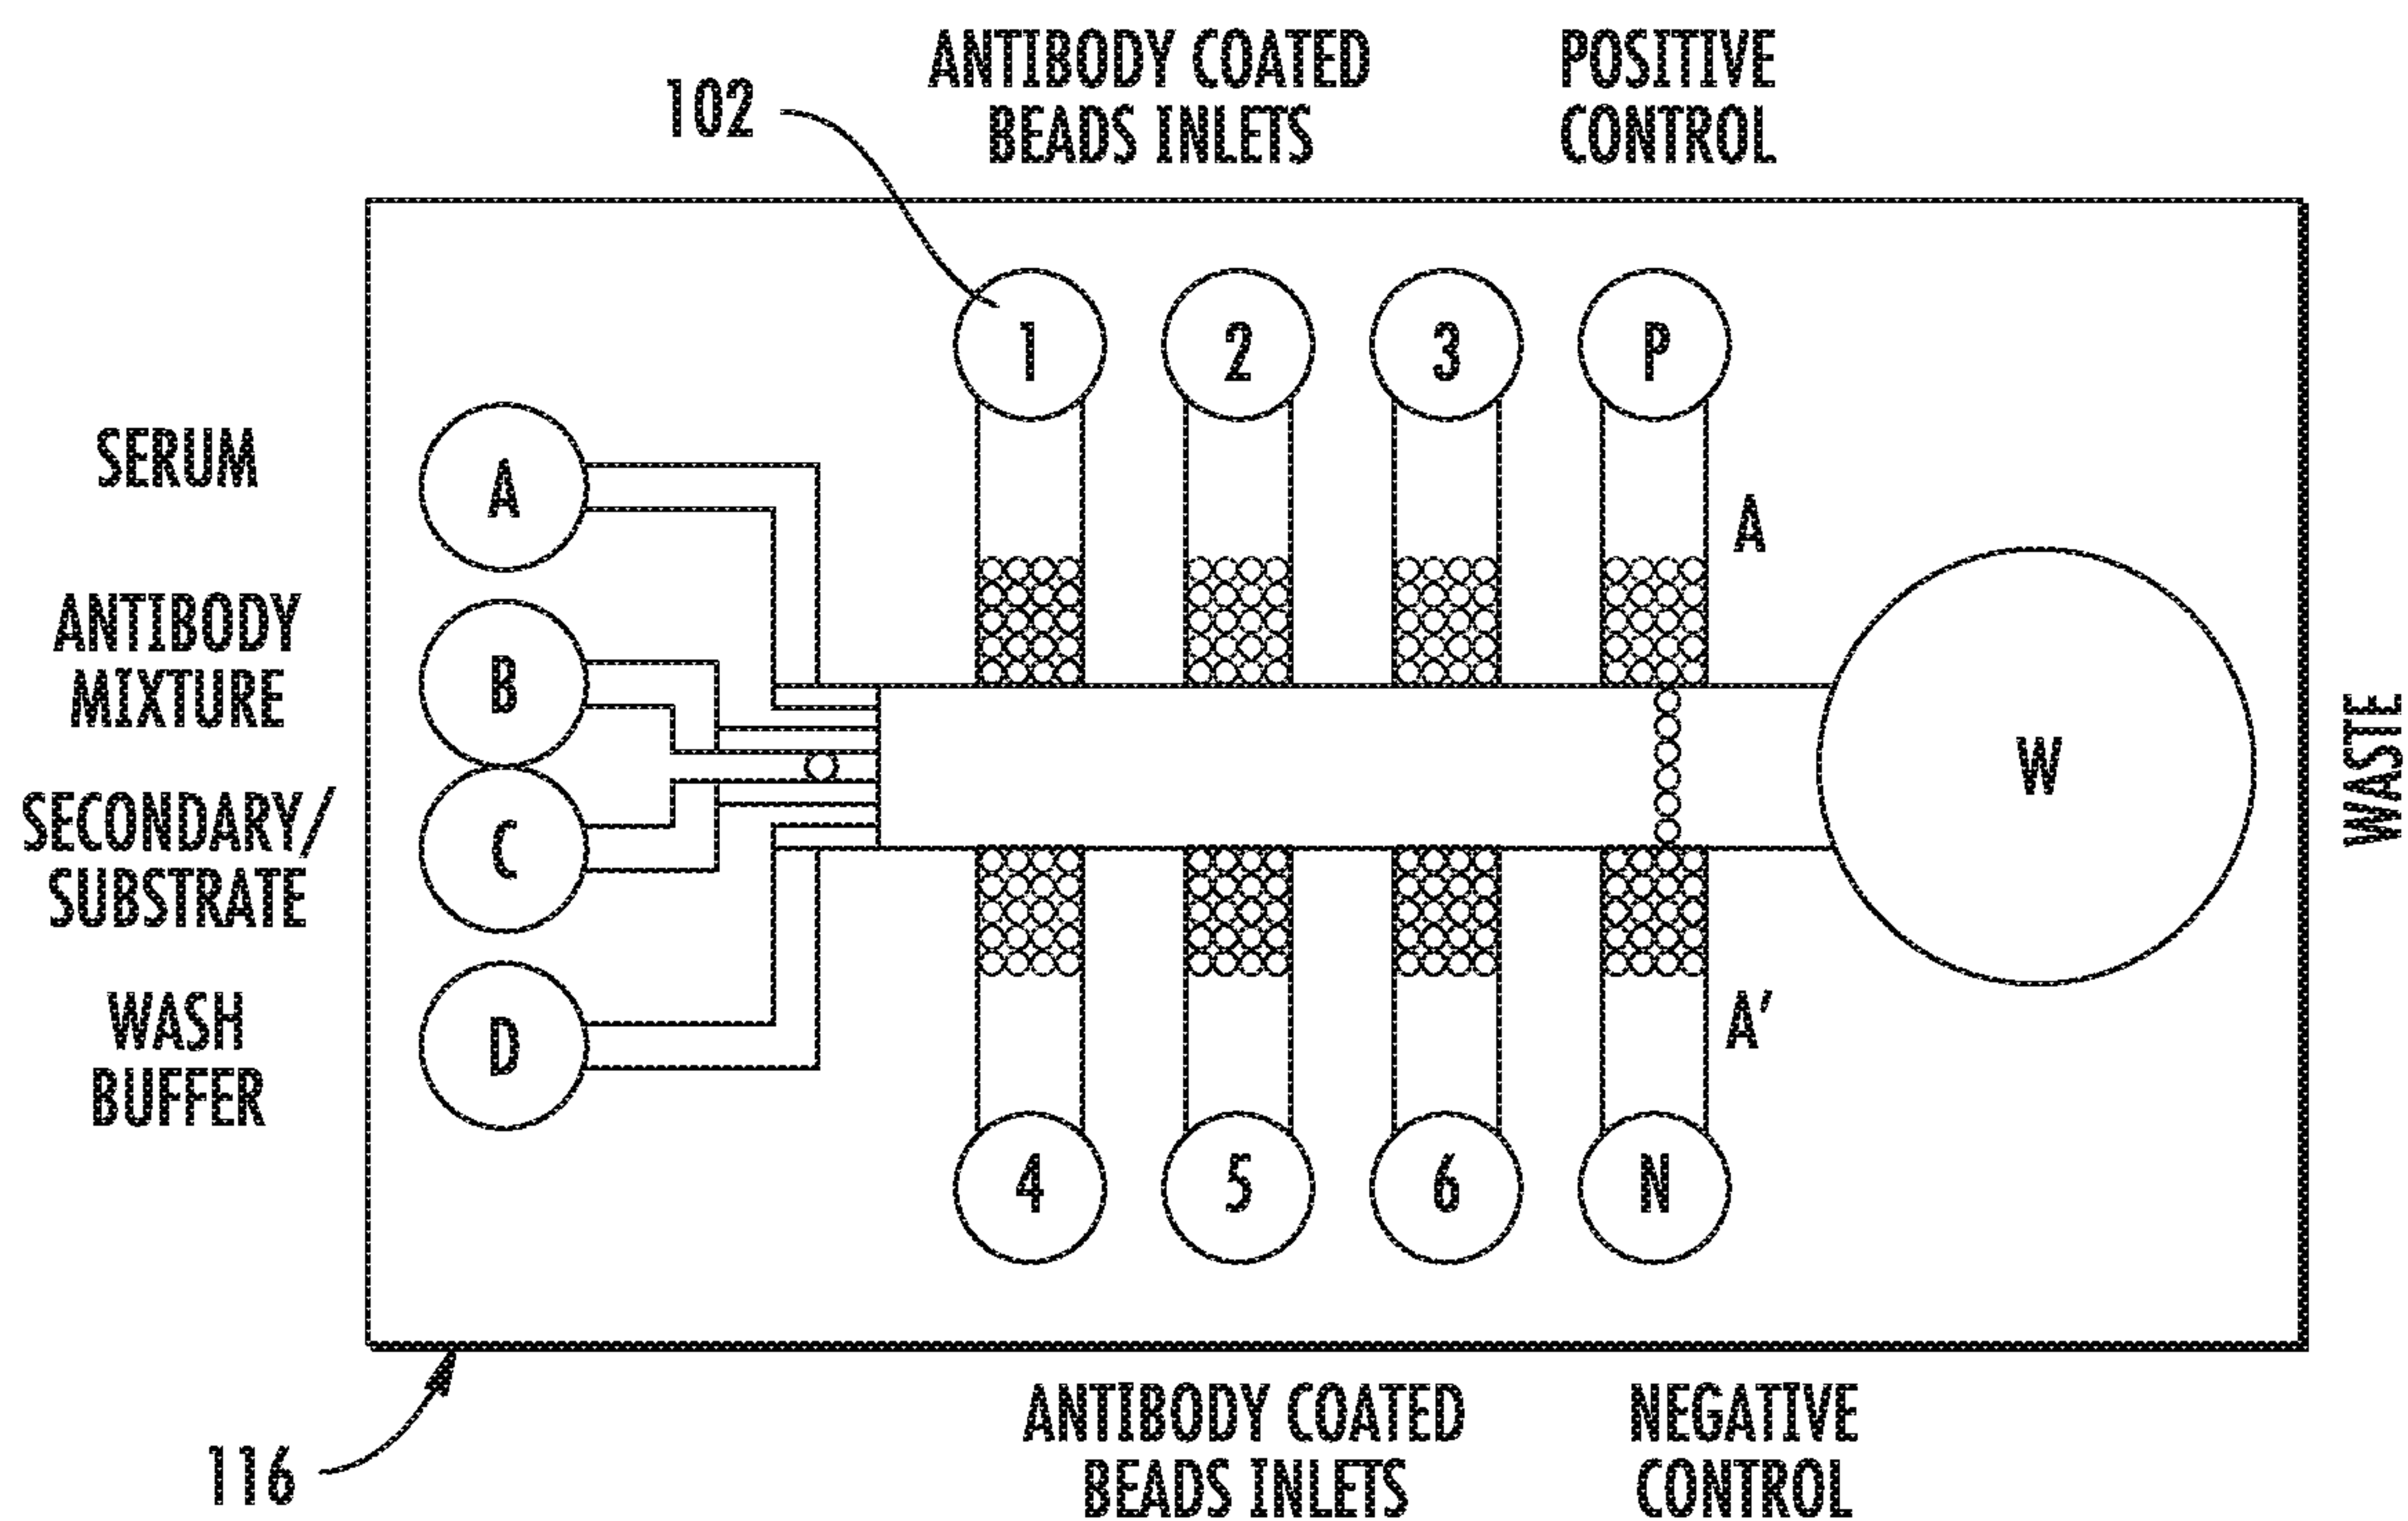 ANTIBODY COATED
BEADS INLETS
POSITIVE
CONTROL
102
1
2
3
P
SERUM
A
A
ANTIBODY
MIXTURE
B
W
WASTE
SECONDARY/
SUBSTRATE
C
WASH
BUFFER
D
A'
4
5
6
N
116
ANTIBODY COATED
BEADS INLETS
NEGATIVE
CONTROL